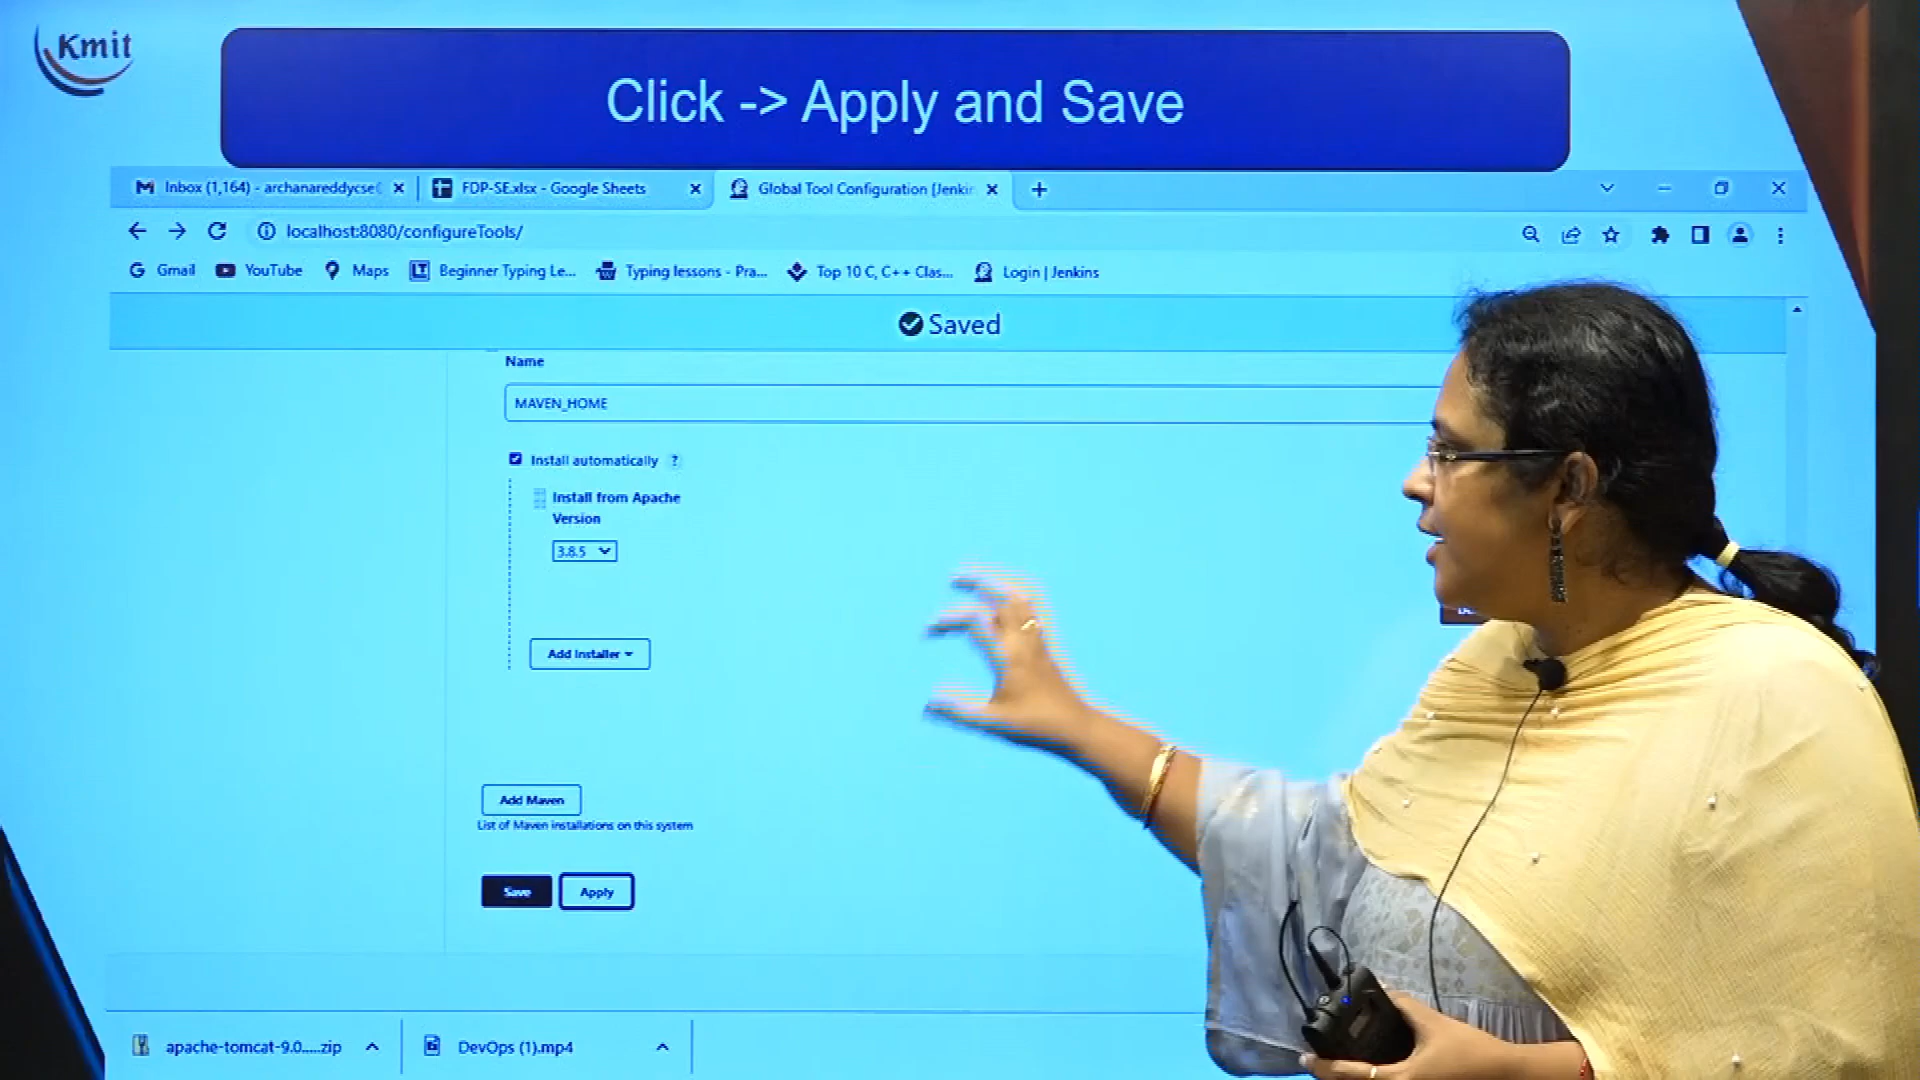 Kmit
Click -> Apply and Save
Inbox (1,164) - archanareddycse
FDP-SE.xlsx - Google Sheets
Global Tool Configuration [Jenkin
localhost:8080/configureTools/
Gmail
YouTube
Maps
Beginner Typing Le...
Typing lessons - Pra...
Top 10 C, C++ Clas...
Login | Jenkins
Saved
Name
MAVEN_HOME
Install automatically ?
Install from Apache
Version
3.8.5
Add Installer
Add Maven
List of Maven installations on this system
Save
Apply
apache-tomcat-9.0.....zip
DevOps (1).mp4